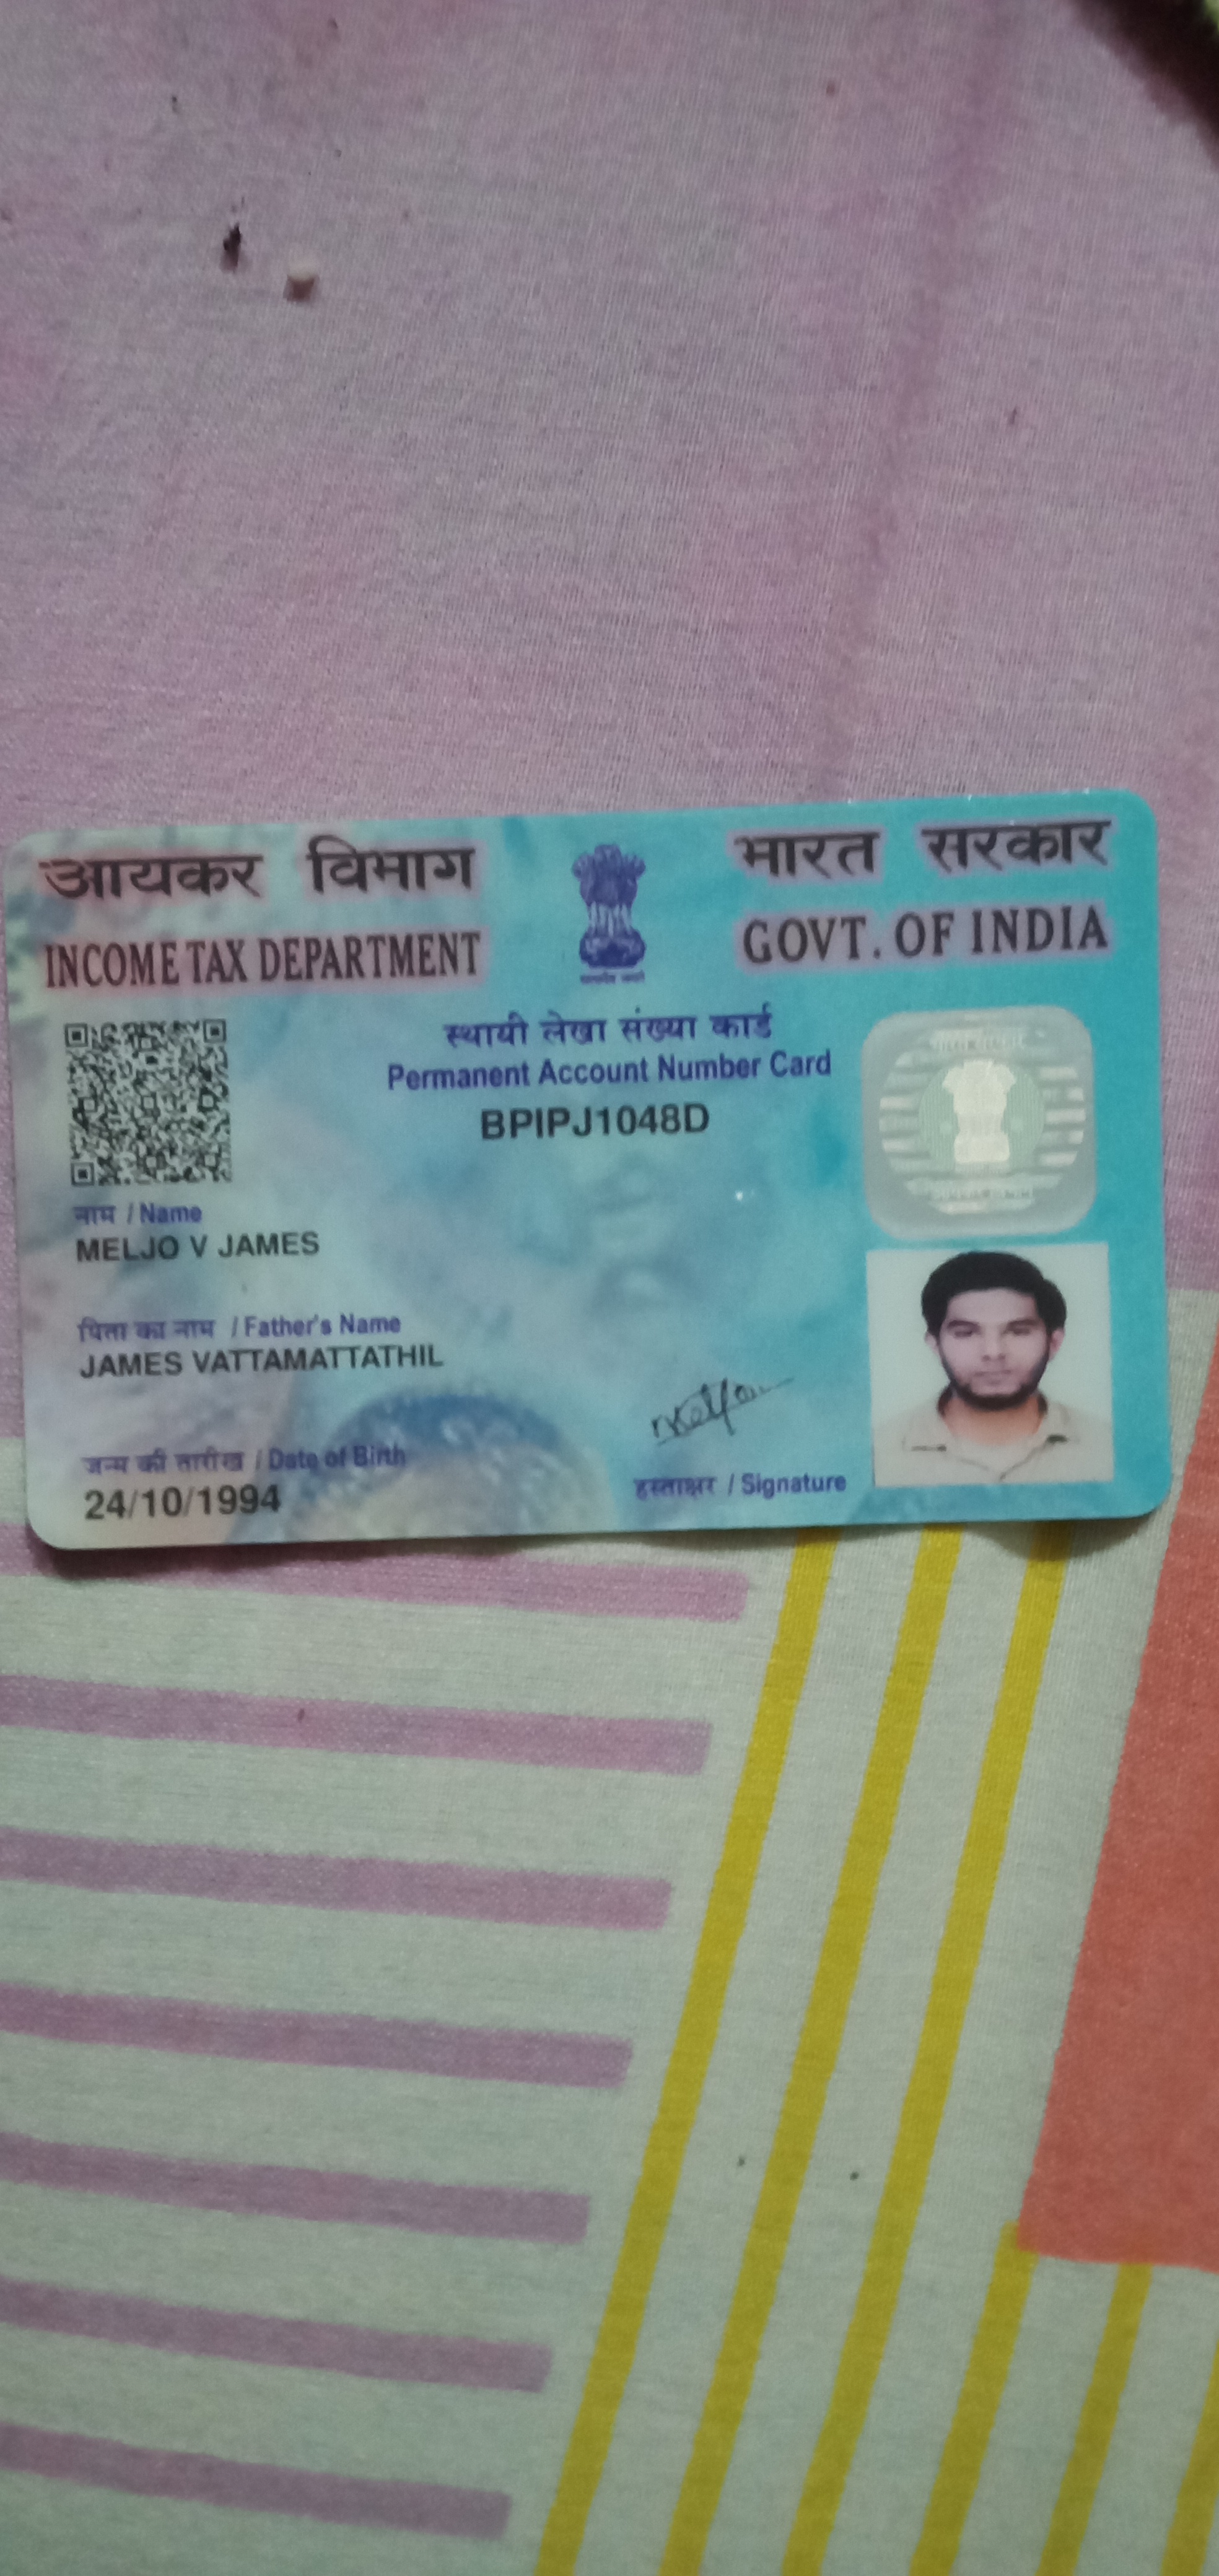 आयकर विभाग
INCOME TAX DEPARTMENT
भारत सरकार
GOVT. OF INDIA
स्थायी लेखा संख्या कार्ड
Permanent Account Number Card
BPIPJ1048D
नाम / Name
MELJO V JAMES
पिता का नाम / Father's Name
JAMES VATTAMATTATHIL
जन्म की तारीख / Date of Birth
24/10/1994
हस्ताक्षर / Signature